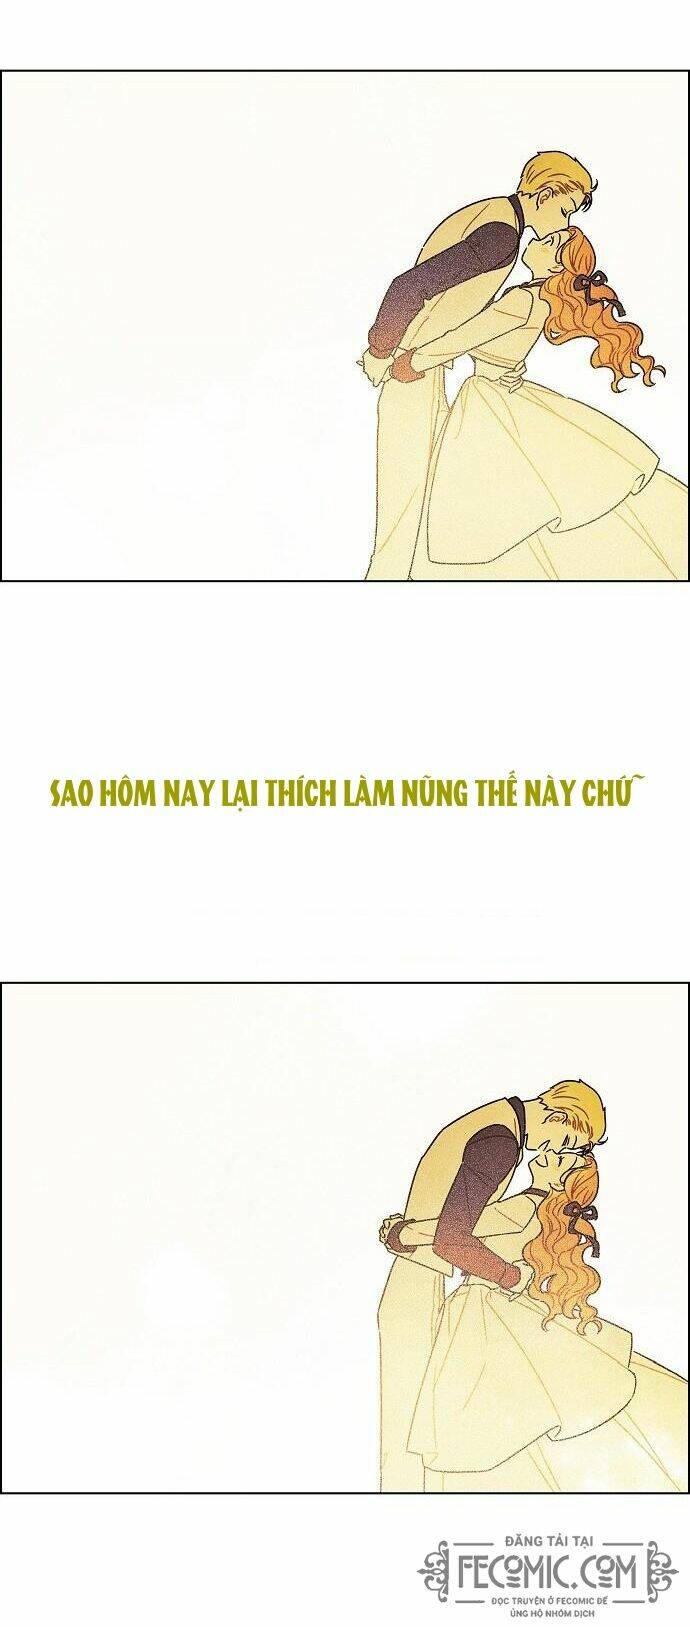 SAO HÔM NAY LẠI THÍCH LÀM NŨNG THẾ NÀY CHỨ~
ĐĂNG TẢI TẠI
FECOMIC.COM
ĐỌC TRUYỆN Ở FECOMIC ĐỂ
ỦNG HỘ NHÓM DỊCH